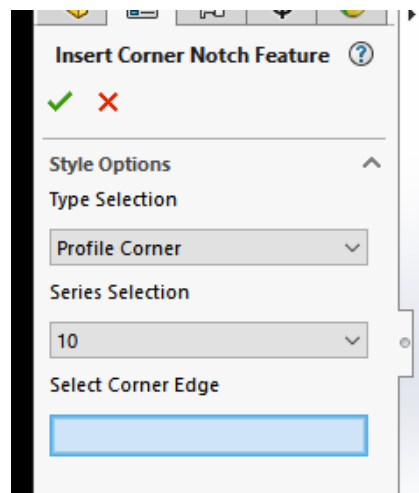 Insert Corner Notch Feature
Style Options
Type Selection
Profile Corner
Series Selection
10
Select Corner Edge